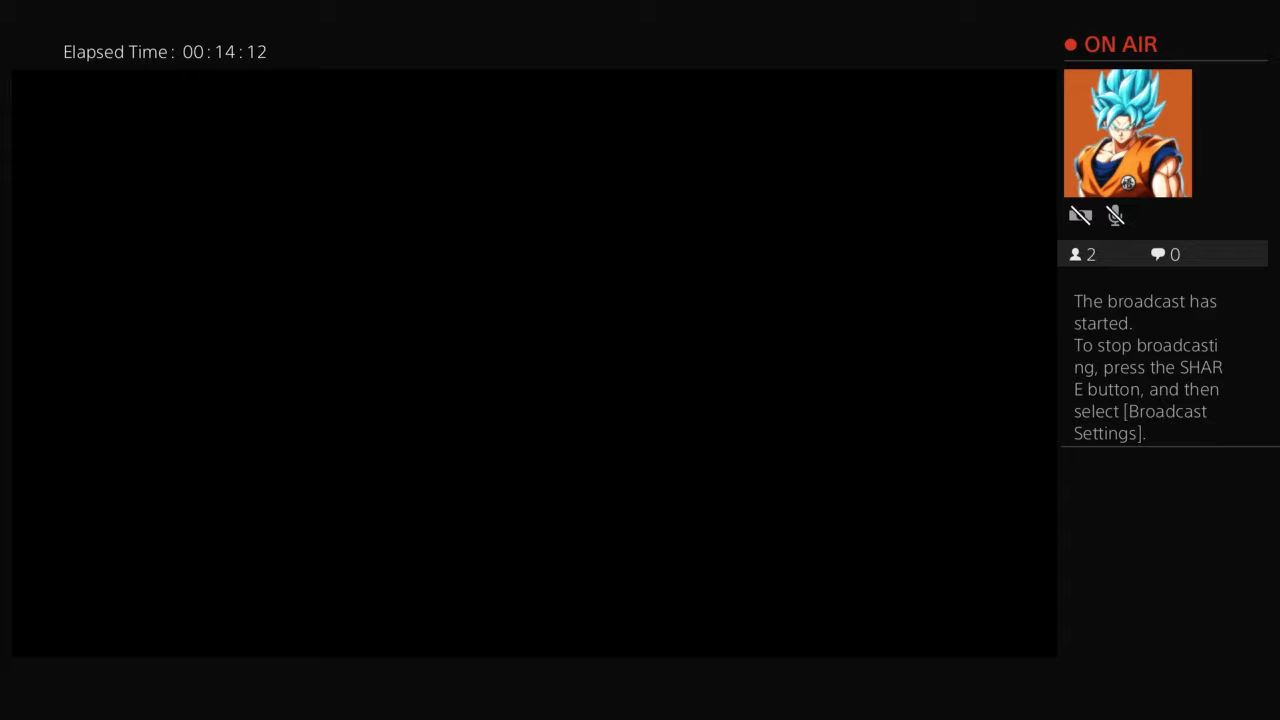 Elapsed Time: 00:14:12
ON AIR
2 0
The broadcast has
started.
To stop broadcasti
ng, press the SHAR
E button, and then
select [Broadcast
Settings].